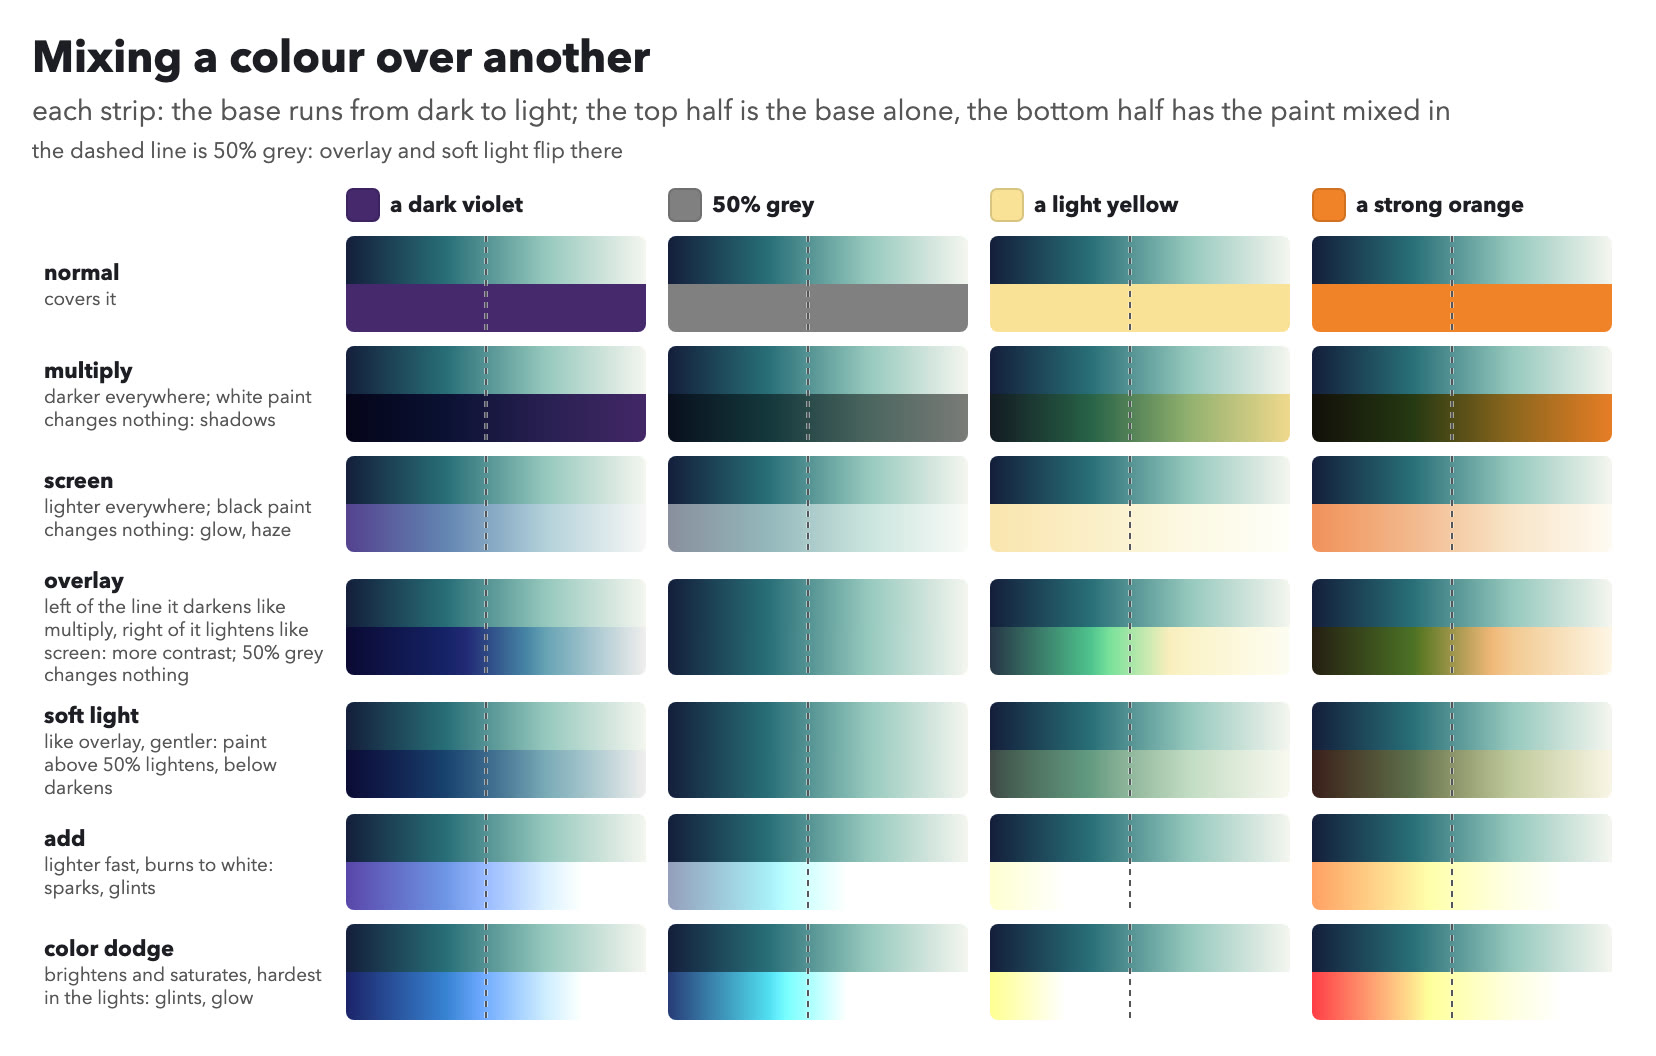 Mixing a colour over another
each strip: the base runs from dark to light; the top half is the base alone, the bottom half has the paint mixed in
the dashed line is 50% grey: overlay and soft light flip there
a dark violet
50% grey
a light yellow
a strong orange
normal
covers it
multiply
darker everywhere; white paint
changes nothing: shadows
screen
lighter everywhere; black paint
changes nothing: glow, haze
overlay
left of the line it darkens like
multiply, right of it lightens like
screen: more contrast; 50% grey
changes nothing
soft light
like overlay, gentler: paint
above 50% lightens, below
darkens
add
lighter fast, burns to white:
sparks, glints
color dodge
brightens and saturates, hardest
in the lights: glints, glow